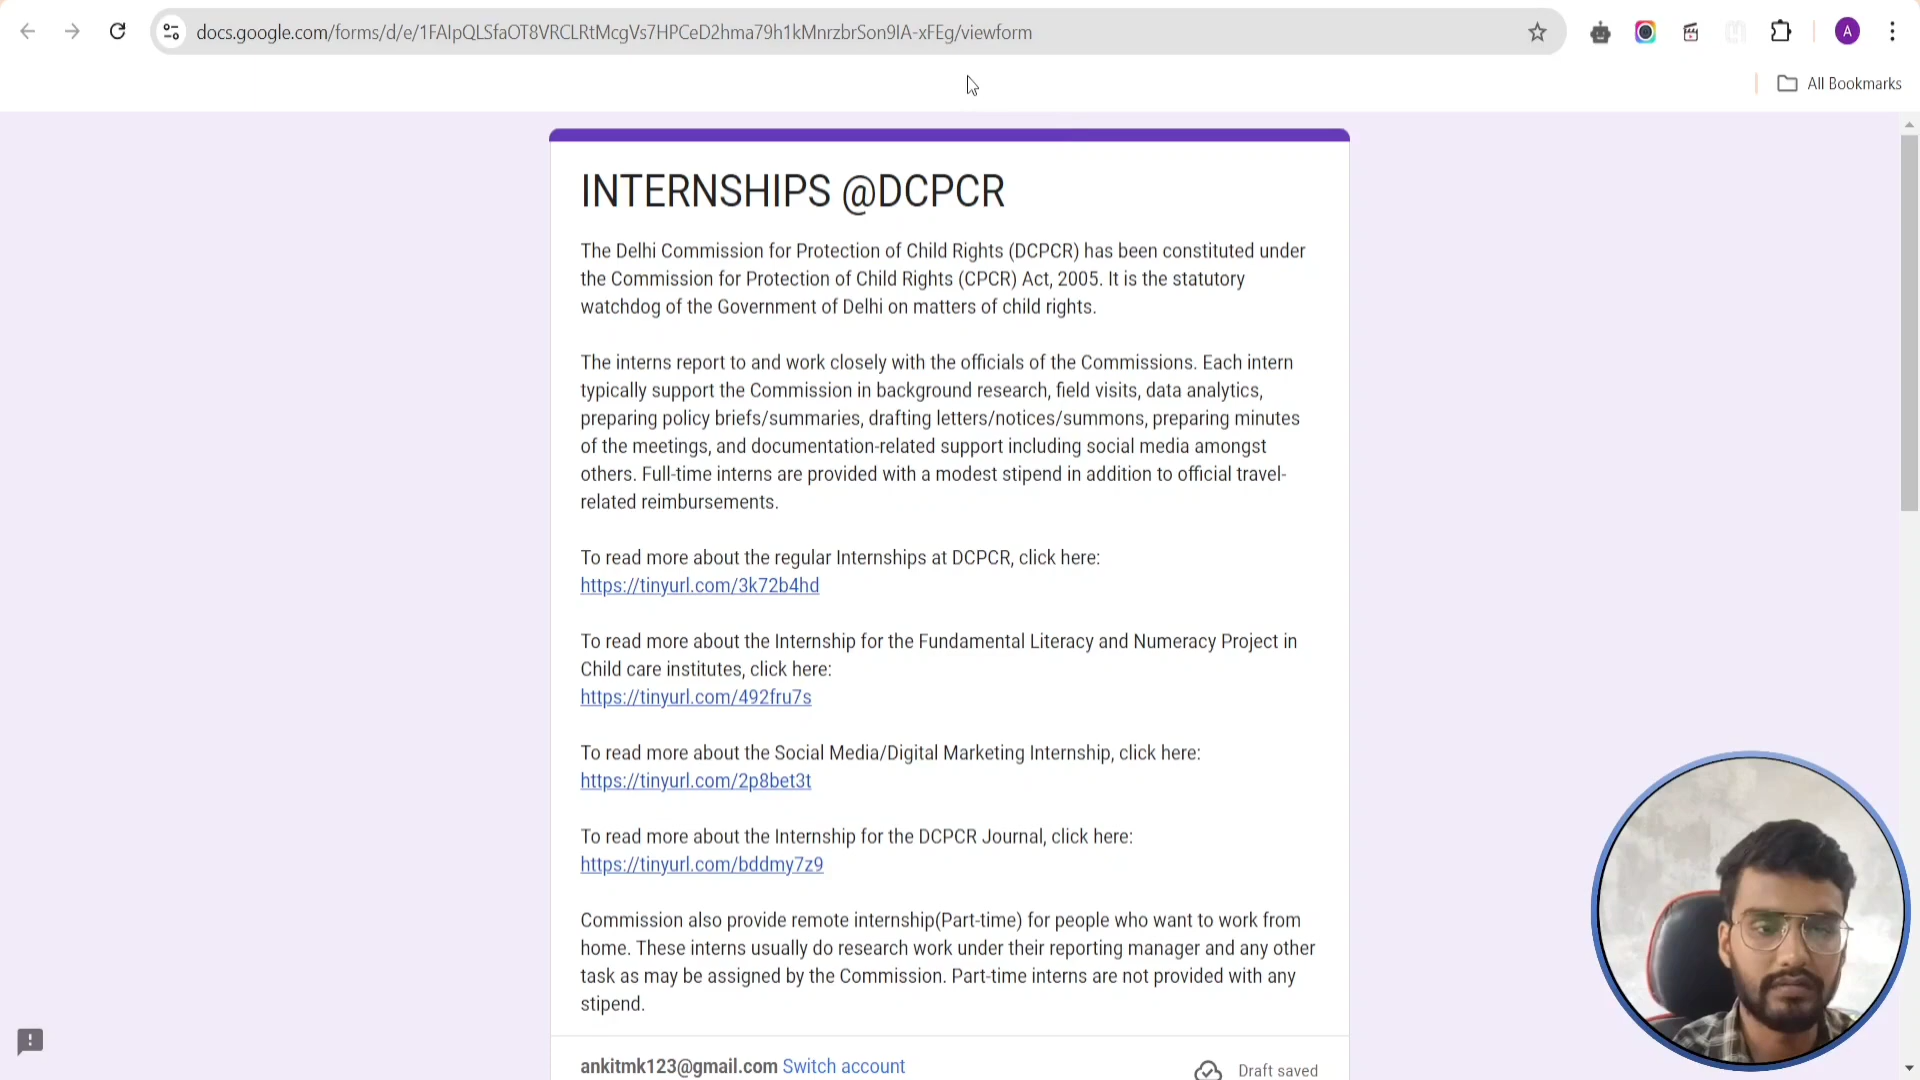 docs.google.com/forms/d/e/1FAIpQLSfaOT8VRCLRtMcgVs7HPCeD2hma79h1kMnrzbrSon9IA-xFEg/viewform
A
All Bookmarks
INTERNSHIPS @DCPCR
The Delhi Commission for Protection of Child Rights (DCPCR) has been constituted under
the Commission for Protection of Child Rights (CPCR) Act, 2005. It is the statutory
watchdog of the Government of Delhi on matters of child rights.
The interns report to and work closely with the officials of the Commissions. Each intern
typically support the Commission in background research, field visits, data analytics,
preparing policy briefs/summaries, drafting letters/notices/summons, preparing minutes
of the meetings, and documentation-related support including social media amongst
others. Full-time interns are provided with a modest stipend in addition to official travel-
related reimbursements.
To read more about the regular Internships at DCPCR, click here:
https://tinyurl.com/3k72b4hd
To read more about the Internship for the Fundamental Literacy and Numeracy Project in
Child care institutes, click here:
https://tinyurl.com/492fru7s
To read more about the Social Media/Digital Marketing Internship, click here:
https://tinyurl.com/2p8bet3t
To read more about the Internship for the DCPCR Journal, click here:
https://tinyurl.com/bddmy7z9
Commission also provide remote internship(Part-time) for people who want to work from
home. These interns usually do research work under their reporting manager and any other
task as may be assigned by the Commission. Part-time interns are not provided with any
stipend.
ankitmk123@gmail.com Switch account
Draft saved